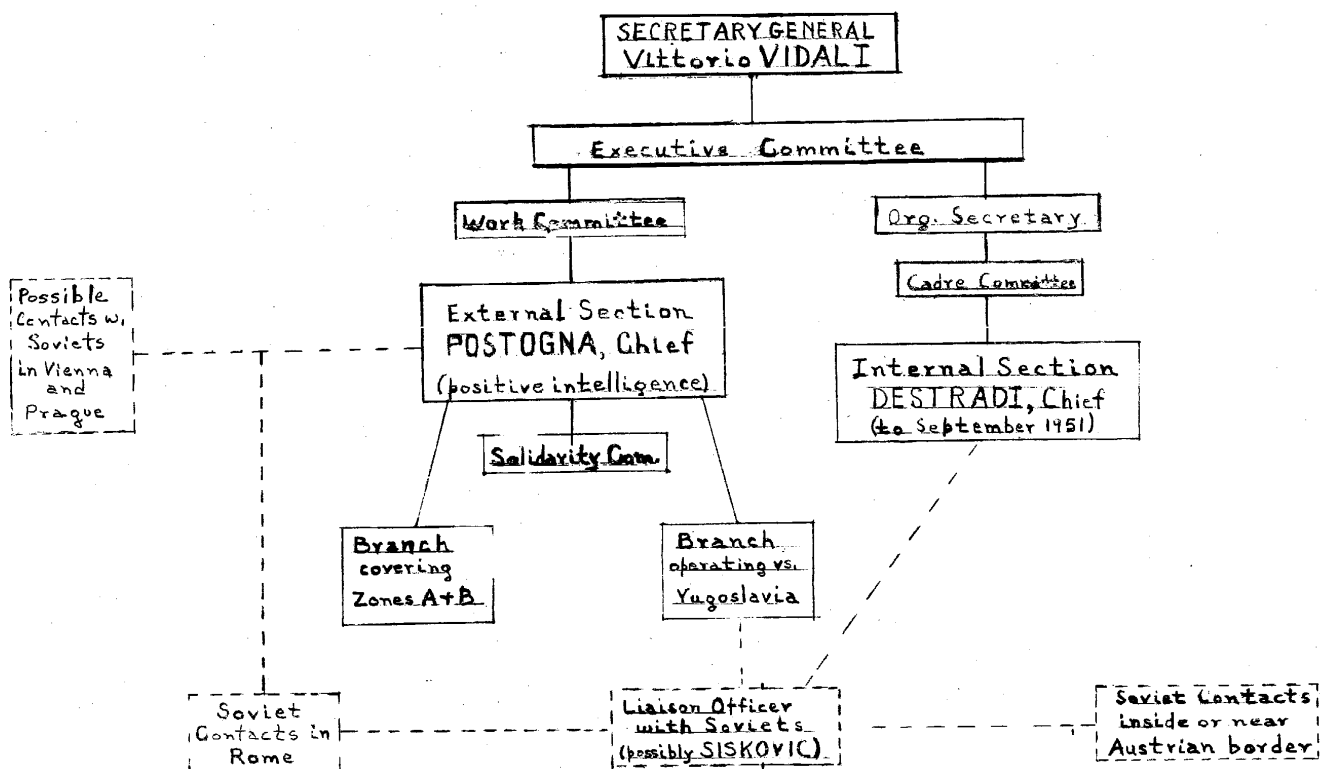 SECRETARY GENERAL
Vittorio VIDALI
Executive Committee
Work Committee
Org. Secretary
Cadre Committee
Possible
Contacts w.
Soviets
in Vienna
and
Prague
External Section
POSTOGNA, Chief
(positive intelligence)
Internal Section
DESTRADI, Chief
(to September 1951)
Solidarity Com.
Branch
covering
Zones A+B
Branch
operating vs.
Yugoslavia
Soviet
Contacts in
Rome
Liaison Officer
with Soviets
(possibly SISKOVIC)
Soviet Contacts
inside or near
Austrian border